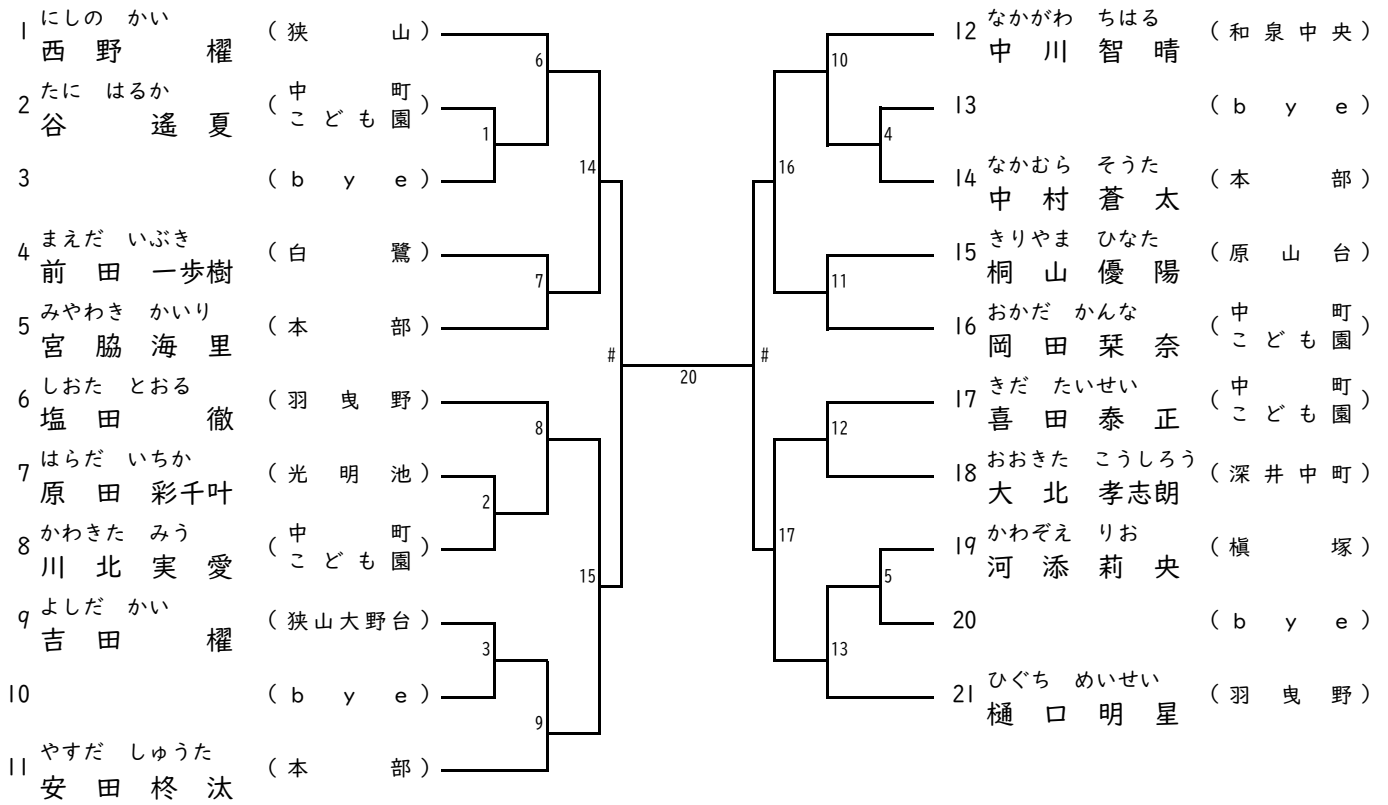 にしの　かい
1 西野　櫂 （狭山）
たに　はるか
2 谷　遙夏 （中町こども園）
3 （bye）
まえだ　いぶき
4 前田　一歩樹 （白鷺）
みやわき　かいり
5 宮脇海里 （本部）
しおた　とおる
6 塩田　徹 （羽曳野）
はらだ　いちか
7 原田　彩千叶 （光明池）
かわきた　みう
8 川北実愛 （中町こども園）
よしだ　かい
9 吉田　櫂 （狭山大野台）
10 （bye）
やすだ　しゅうた
11 安田柊汰 （本部）
6
1
14
7
#
8
2
15
3
9
20
10
4
16
11
#
12
17
5
13
なかがわ　ちはる
12 中川智晴 （和泉中央）
13 （bye）
なかむら　そうた
14 中村蒼太 （本部）
きりやま　ひなた
15 桐山優陽 （原山台）
おかだ　かんな
16 岡田栞奈 （中町こども園）
きだ　たいせい
17 喜田泰正 （中町こども園）
おおきた　こうしろう
18 大北　孝志朗 （深井中町）
かわぞえ　りお
19 河添莉央 （槇塚）
20 （bye）
ひぐち　めいせい
21 樋口明星 （羽曳野）